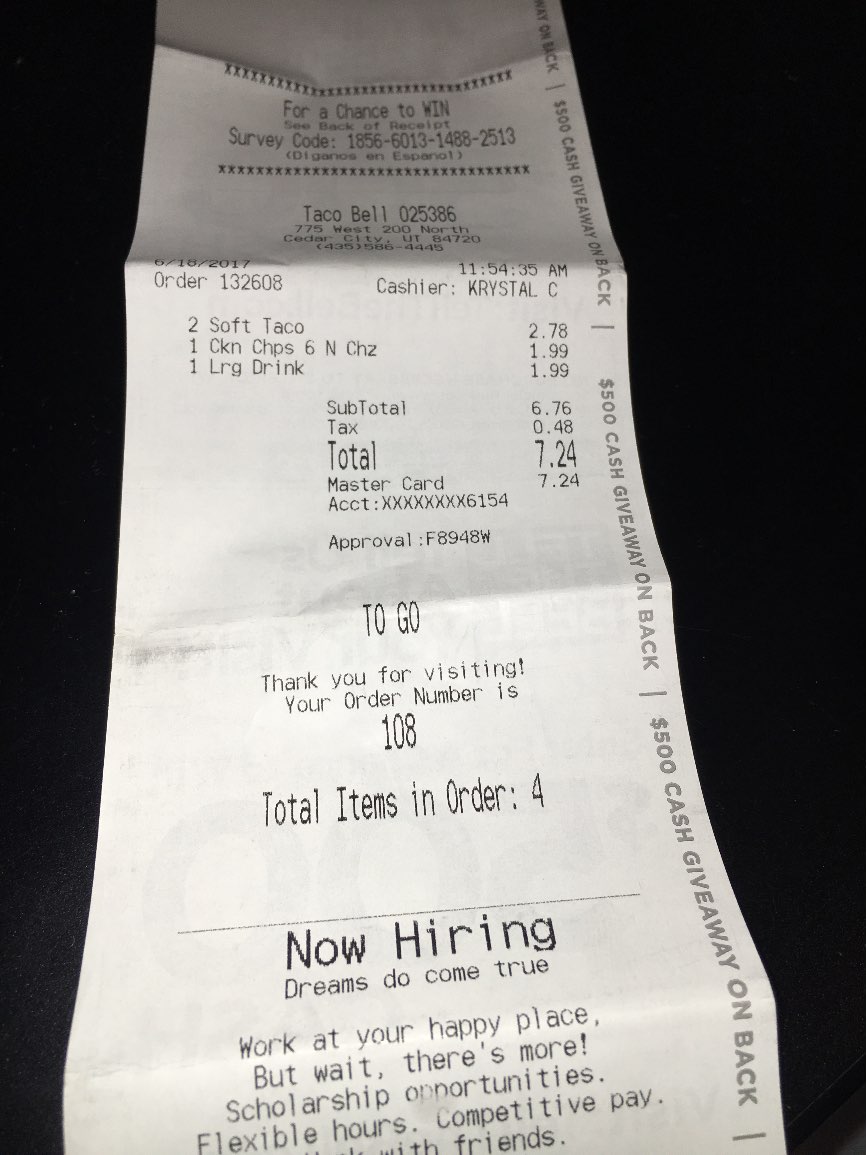 xxxxxxxxxxxxxxxxxxxxxxxxxxxxxxxxx
For a Chance to WIN
See Back of Receipt
Survey Code: 1856-6013-1488-2513
(Diganos en Espanol)
xxxxxxxxxxxxxxxxxxxxxxxxxxxxxxxxx
Taco Bell 025386
775 West 200 North
Cedar City, UT 84720
(435)586-4445
6/18/2017 11:54:35 AM
Order 132608 Cashier: KRYSTAL C
2 Soft Taco 2.78
1 Ckn Chps 6 N Chz 1.99
1 Lrg Drink 1.99
SubTotal 6.76
Tax 0.48
Total 7.24
Master Card 7.24
Acct:XXXXXXXX6154
Approval:F8948W
TO GO
Thank you for visiting!
Your Order Number is
108
Total Items in Order: 4
Now Hiring
Dreams do come true
Work at your happy place,
But wait, there's more!
Scholarship opportunities.
Flexible hours. Competitive pay.
with friends.
WAY ON BACK | $500 CASH GIVEAWAY ON BACK | $500 CASH GIVEAWAY ON BACK | $500 CASH GIVEAWAY ON BACK |